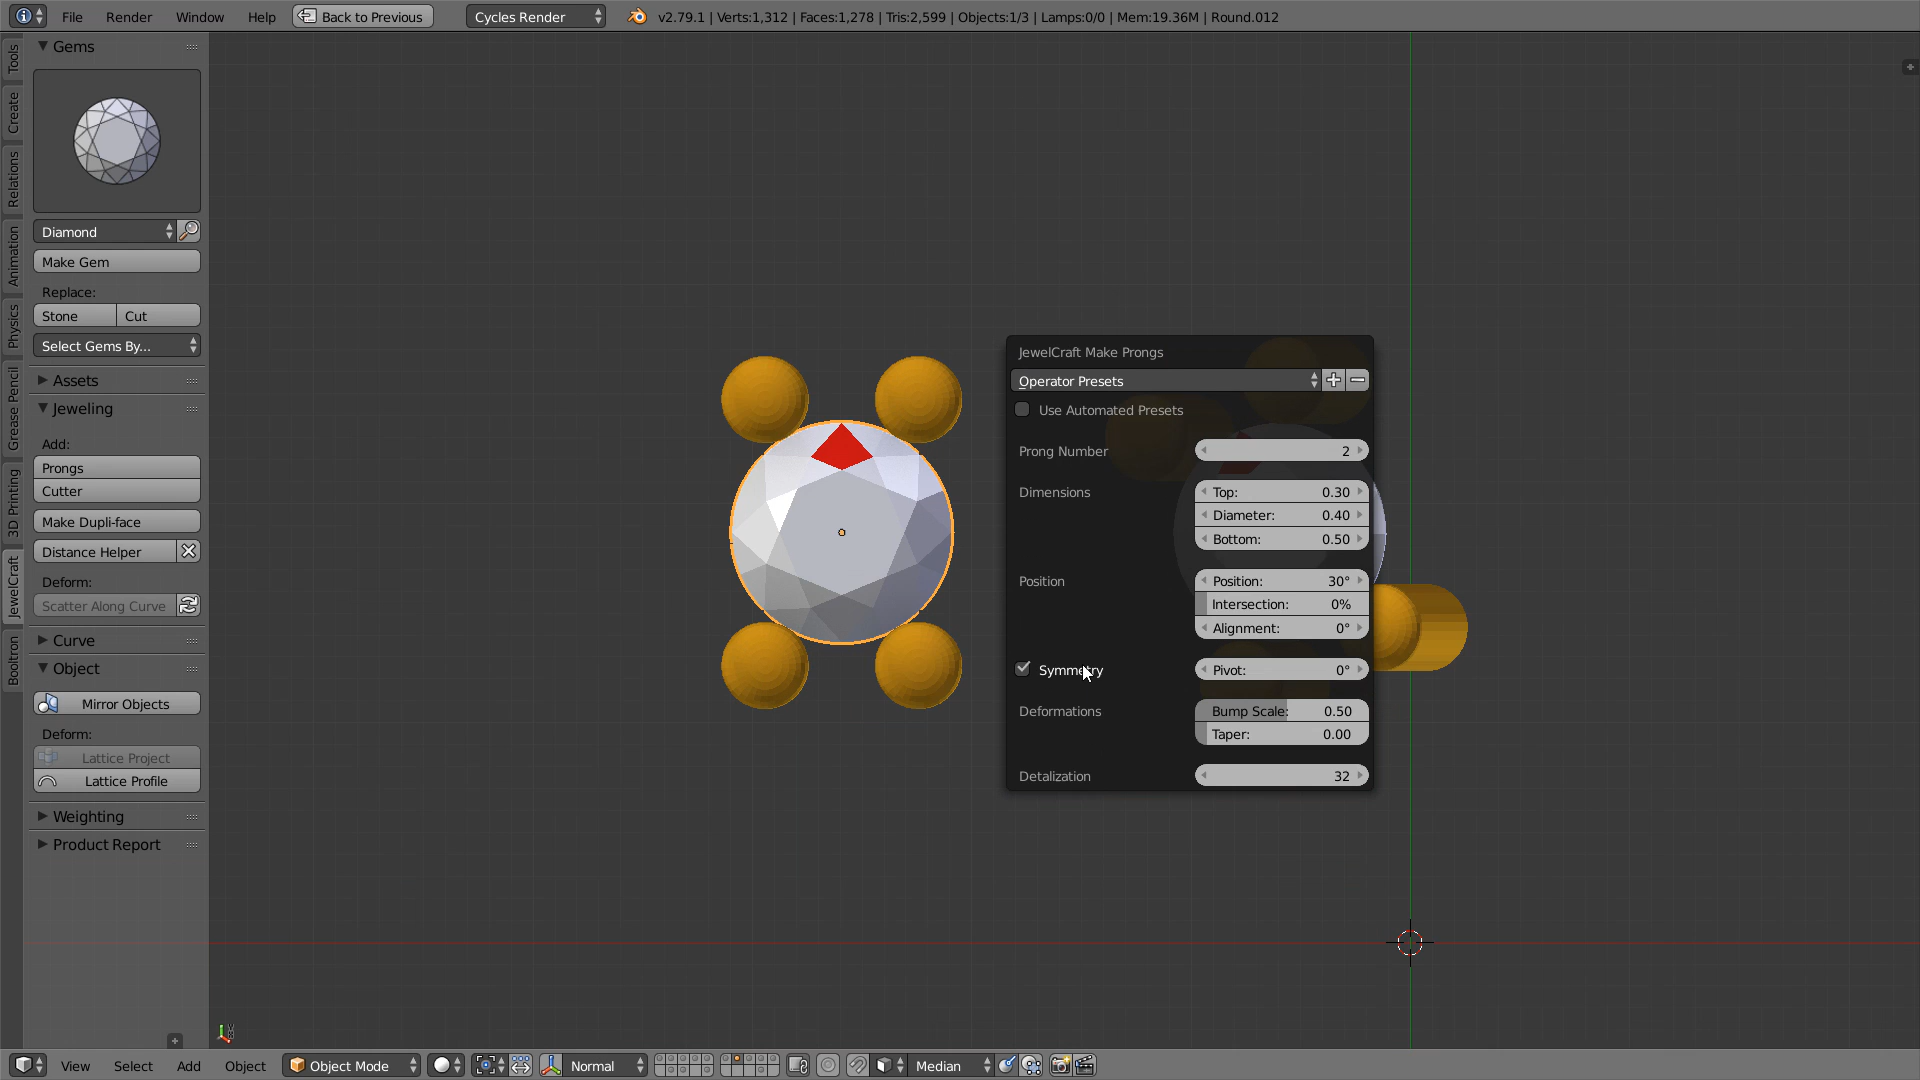 File Render Window Help Back to Previous Cycles Render v2.79.1 | Verts:1,312 | Faces:1,278 | Tris:2,599 | Objects:1/3 | Lamps:0/0 | Mem:19.36M | Round.012
Tools
Create
Relations
Animation
Physics
Grease Pencil
3D Printing
JewelCraft
Booltron
Gems
Diamond
Make Gem
Replace:
Stone Cut
Select Gems By...
Assets
Jeweling
Add:
Prongs
Cutter
Make Dupli-face
Distance Helper
Deform:
Scatter Along Curve
Curve
Object
Mirror Objects
Deform:
Lattice Project
Lattice Profile
Weighting
Product Report
JewelCraft Make Prongs
Operator Presets
Use Automated Presets
Prong Number 2
Dimensions Top: 0.30
Diameter: 0.40
Bottom: 0.50
Position Position: 30°
Intersection: 0%
Alignment: 0°
Symmetry Pivot: 0°
Deformations Bump Scale: 0.50
Taper: 0.00
Detalization 32
View Select Add Object Object Mode Normal Median